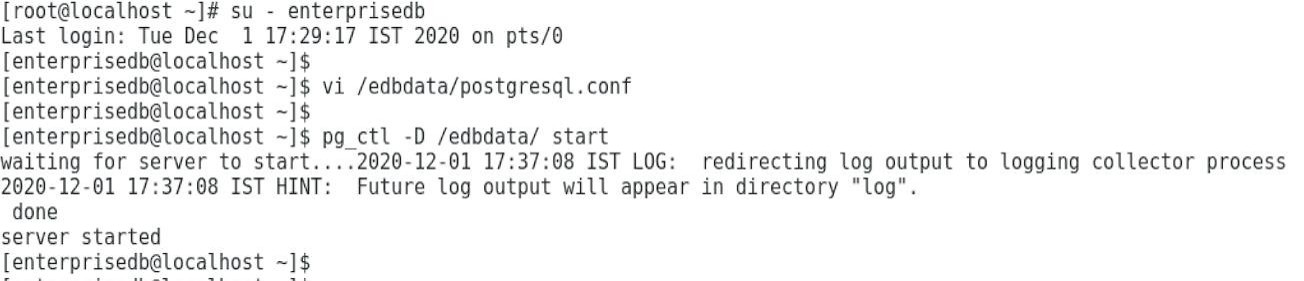 [root@localhost ~]# su - enterprisedb
Last login: Tue Dec  1 17:29:17 IST 2020 on pts/0
[enterprisedb@localhost ~]$
[enterprisedb@localhost ~]$ vi /edbdata/postgresql.conf
[enterprisedb@localhost ~]$
[enterprisedb@localhost ~]$ pg_ctl -D /edbdata/ start
waiting for server to start....2020-12-01 17:37:08 IST LOG:  redirecting log output to logging collector process
2020-12-01 17:37:08 IST HINT:  Future log output will appear in directory "log".
 done
server started
[enterprisedb@localhost ~]$